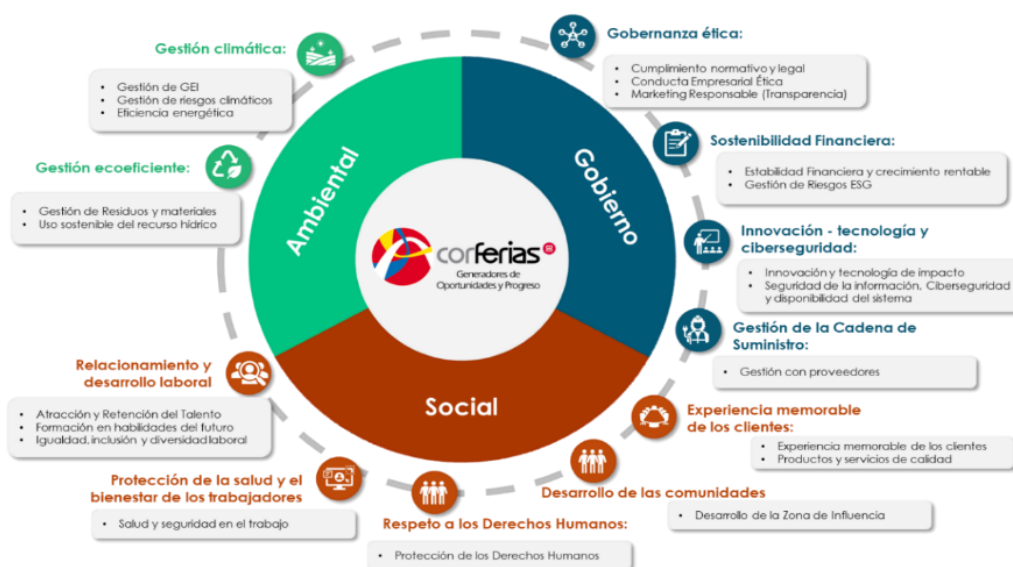 Gestión climática:
• Gestión de GEI
• Gestión de riesgos climáticos
• Eficiencia energética
Gestión ecoeficiente:
• Gestión de Residuos y materiales
• Uso sostenible del recurso hídrico
Gobernanza ética:
• Cumplimiento normativo y legal
• Conducta Empresarial Ética
• Marketing Responsable (Transparencia)
Sostenibilidad Financiera:
• Estabilidad Financiera y crecimiento rentable
• Gestión de Riesgos ESG
Innovación - tecnología y
ciberseguridad:
• Innovación y tecnología de impacto
• Seguridad de la información, Ciberseguridad
y disponibilidad del sistema
Gestión de la Cadena de
Suministro:
• Gestión con proveedores
Ambiental
Gobierno
Social
corferias
Generadores de
Oportunidades y Progreso
Relacionamiento y
desarrollo laboral
• Atracción y Retención del Talento
• Formación en habilidades del futuro
• Igualdad, inclusión y diversidad laboral
Protección de la salud y el
bienestar de los trabajadores
• Salud y seguridad en el trabajo
Respeto a los Derechos Humanos:
• Protección de los Derechos Humanos
Desarrollo de las comunidades
• Desarrollo de la Zona de Influencia
Experiencia memorable
de los clientes:
• Experiencia memorable de los clientes
• Productos y servicios de calidad